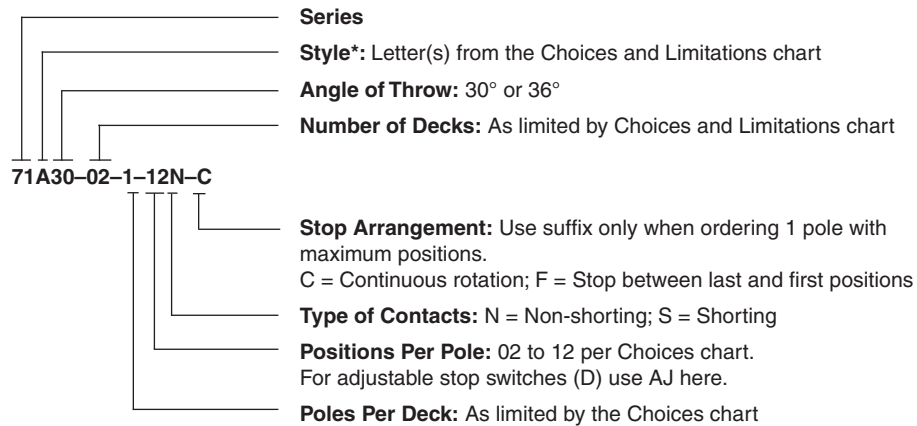 Series
Style*: Letter(s) from the Choices and Limitations chart
Angle of Throw: 30° or 36°
Number of Decks: As limited by Choices and Limitations chart
71A30–02–1–12N–C
Stop Arrangement: Use suffix only when ordering 1 pole with
maximum positions.
C = Continuous rotation; F = Stop between last and first positions
Type of Contacts: N = Non-shorting; S = Shorting
Positions Per Pole: 02 to 12 per Choices chart.
For adjustable stop switches (D) use AJ here.
Poles Per Deck: As limited by the Choices chart